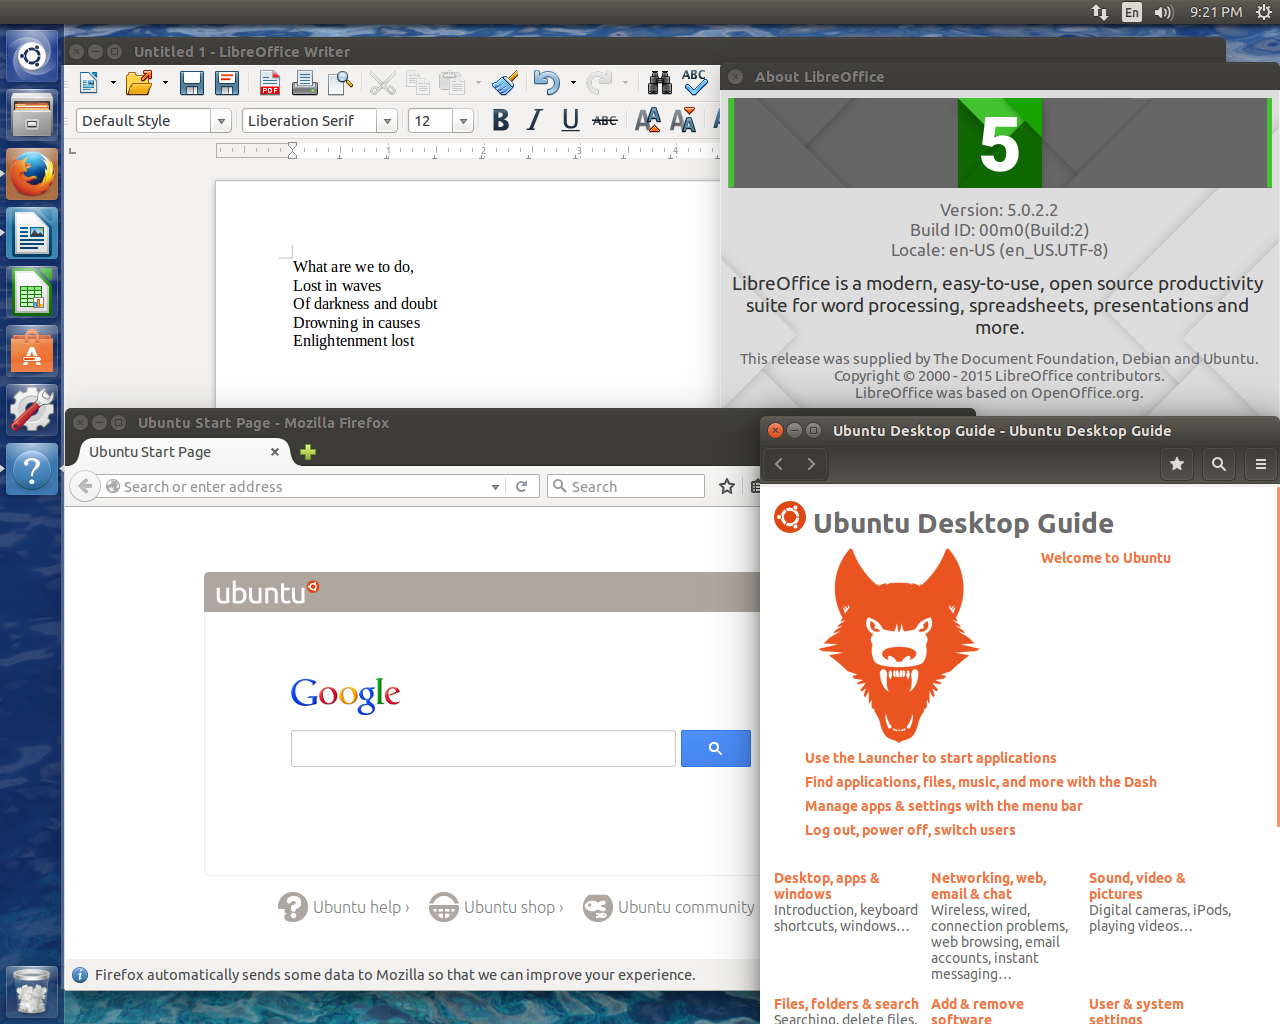 En
9:21 PM
Untitled 1 - LibreOffice Writer
PDF
ABC
Default Style
Liberation Serif
12
B I U ABC
1 2 3 4
What are we to do,
Lost in waves
Of darkness and doubt
Drowning in causes
Enlightenment lost
About LibreOffice
5
Version: 5.0.2.2
Build ID: 00m0(Build:2)
Locale: en-US (en_US.UTF-8)
LibreOffice is a modern, easy-to-use, open source productivity
suite for word processing, spreadsheets, presentations and
more.
This release was supplied by The Document Foundation, Debian and Ubuntu.
Copyright © 2000 - 2015 LibreOffice contributors.
LibreOffice was based on OpenOffice.org.
Ubuntu Start Page - Mozilla Firefox
Ubuntu Start Page
Search or enter address
Search
ubuntu
Google
Ubuntu help ›
Ubuntu shop ›
Ubuntu community
Firefox automatically sends some data to Mozilla so that we can improve your experience.
Ubuntu Desktop Guide - Ubuntu Desktop Guide
Ubuntu Desktop Guide
Welcome to Ubuntu
Use the Launcher to start applications
Find applications, files, music, and more with the Dash
Manage apps & settings with the menu bar
Log out, power off, switch users
Desktop, apps &
windows
Introduction, keyboard
shortcuts, windows…
Networking, web,
email & chat
Wireless, wired,
connection problems,
web browsing, email
accounts, instant
messaging…
Sound, video &
pictures
Digital cameras, iPods,
playing videos…
Files, folders & search
Searching, delete files,
Add & remove
software
User & system
settings